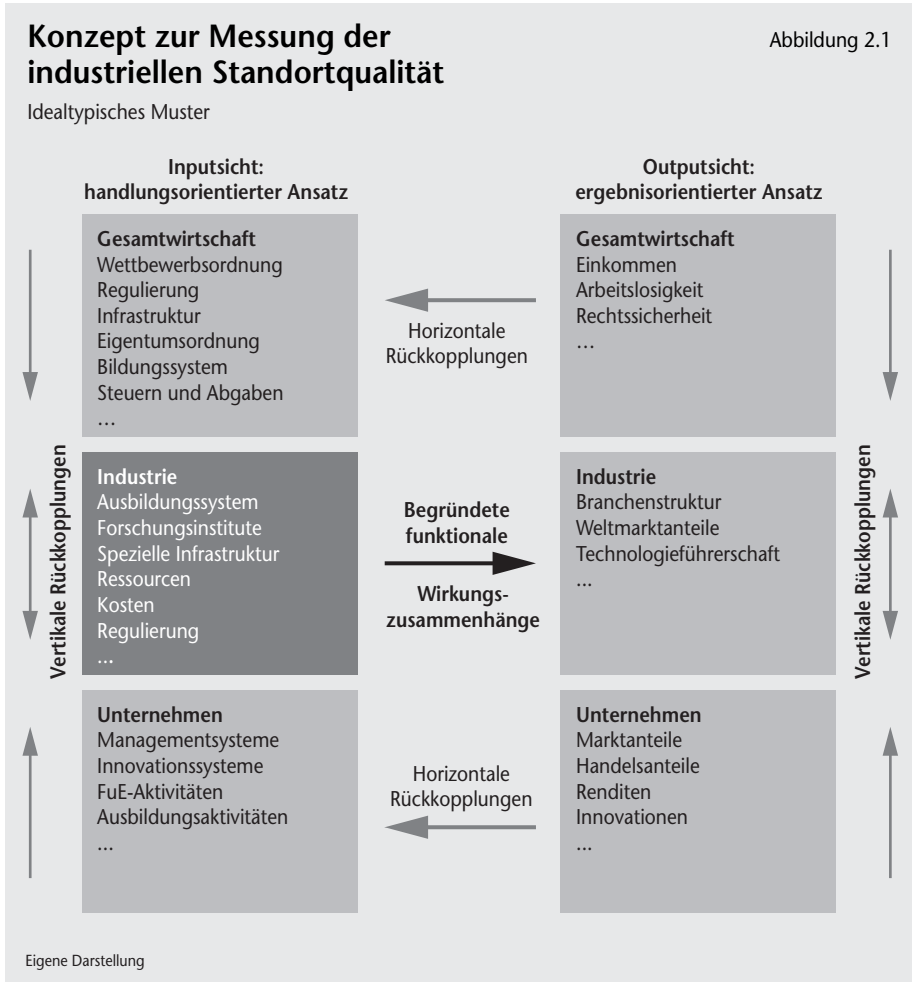 Konzept zur Messung der
industriellen Standortqualität
Abbildung 2.1
Idealtypisches Muster
Inputsicht:
handlungsorientierter Ansatz
Outputsicht:
ergebnisorientierter Ansatz
Gesamtwirtschaft
Wettbewerbsordnung
Regulierung
Infrastruktur
Eigentumsordnung
Bildungssystem
Steuern und Abgaben
...
Horizontale
Rückkopplungen
Gesamtwirtschaft
Einkommen
Arbeitslosigkeit
Rechtssicherheit
...
Vertikale Rückkopplungen
Industrie
Ausbildungssystem
Forschungsinstitute
Spezielle Infrastruktur
Ressourcen
Kosten
Regulierung
...
Begründete
funktionale
Wirkungs-
zusammenhänge
Industrie
Branchenstruktur
Weltmarktanteile
Technologieführerschaft
...
Vertikale Rückkopplungen
Unternehmen
Managementsysteme
Innovationssysteme
FuE-Aktivitäten
Ausbildungsaktivitäten
...
Horizontale
Rückkopplungen
Unternehmen
Marktanteile
Handelsanteile
Renditen
Innovationen
...
Eigene Darstellung